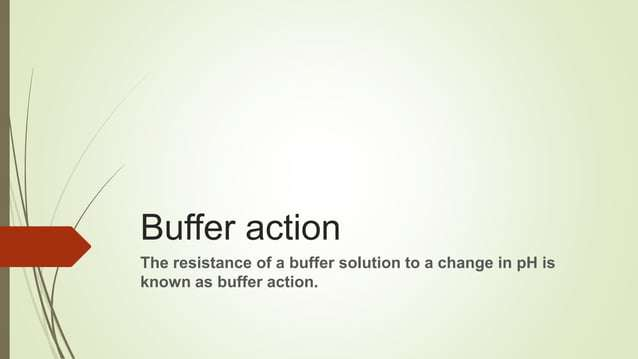 Buffer action
The resistance of a buffer solution to a change in pH is
known as buffer action.